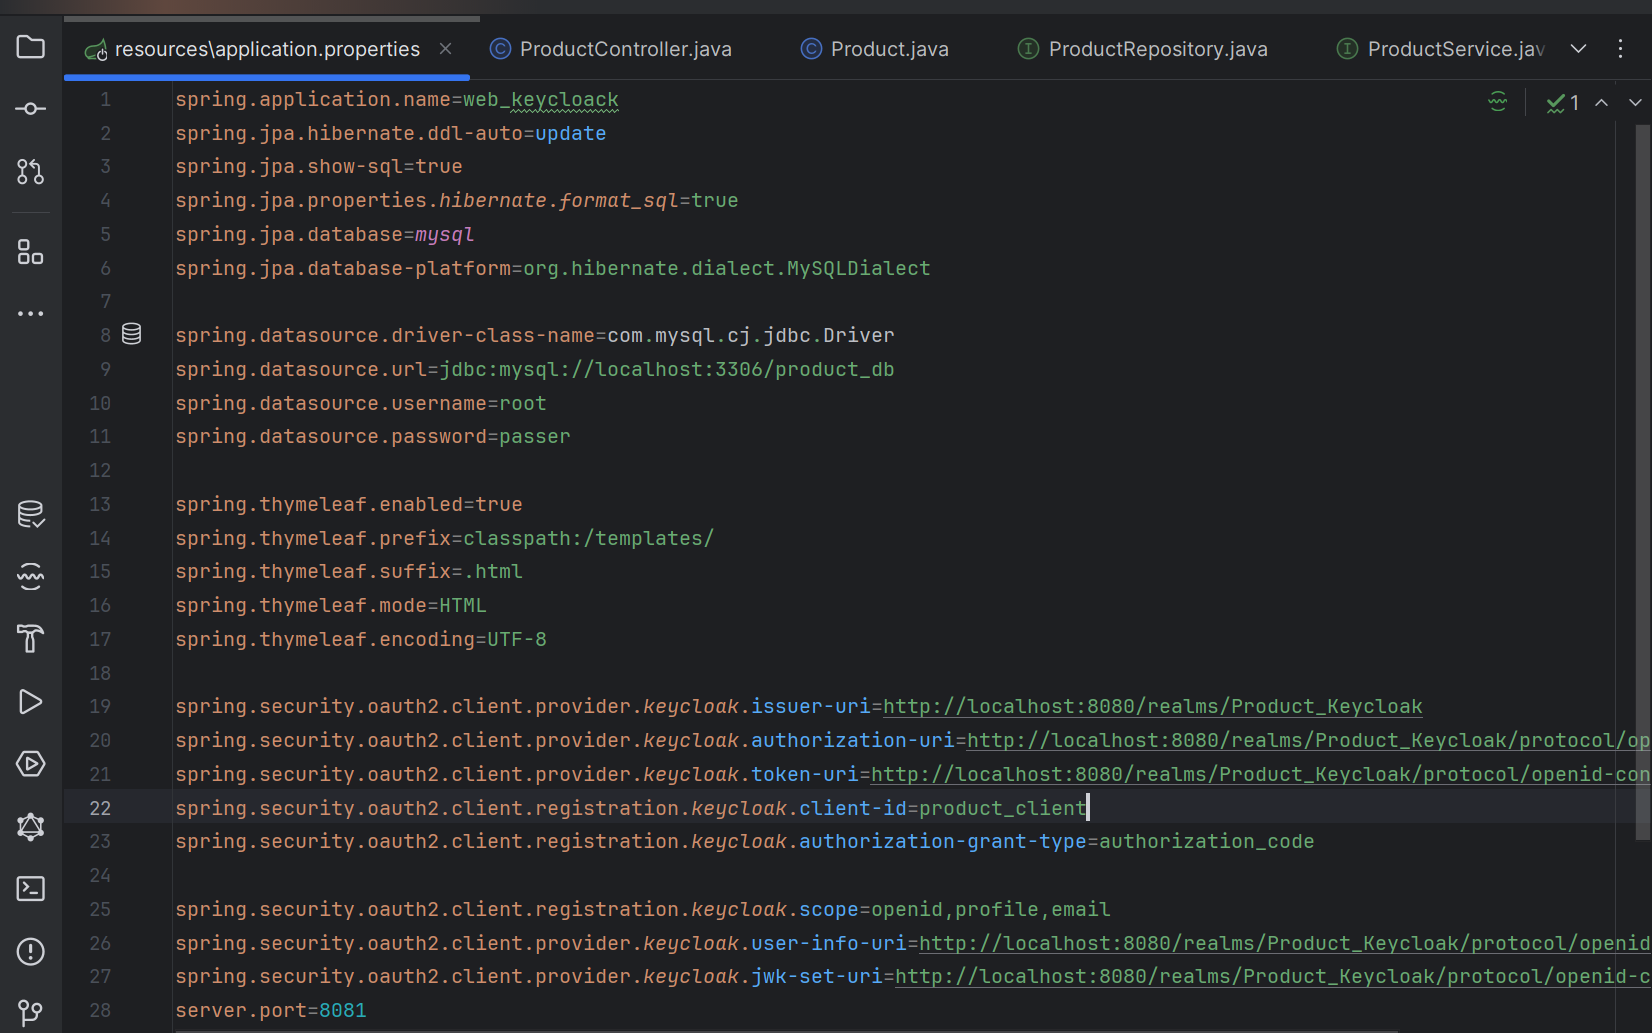 resources\application.properties
ProductController.java
Product.java
ProductRepository.java
ProductService.jav
1
1 spring.application.name=web_keycloack
2 spring.jpa.hibernate.ddl-auto=update
3 spring.jpa.show-sql=true
4 spring.jpa.properties.hibernate.format_sql=true
5 spring.jpa.database=mysql
6 spring.jpa.database-platform=org.hibernate.dialect.MySQLDialect
7
8 spring.datasource.driver-class-name=com.mysql.cj.jdbc.Driver
9 spring.datasource.url=jdbc:mysql://localhost:3306/product_db
10 spring.datasource.username=root
11 spring.datasource.password=passer
12
13 spring.thymeleaf.enabled=true
14 spring.thymeleaf.prefix=classpath:/templates/
15 spring.thymeleaf.suffix=.html
16 spring.thymeleaf.mode=HTML
17 spring.thymeleaf.encoding=UTF-8
18
19 spring.security.oauth2.client.provider.keycloak.issuer-uri=http://localhost:8080/realms/Product_Keycloak
20 spring.security.oauth2.client.provider.keycloak.authorization-uri=http://localhost:8080/realms/Product_Keycloak/protocol/op
21 spring.security.oauth2.client.provider.keycloak.token-uri=http://localhost:8080/realms/Product_Keycloak/protocol/openid-con
22 spring.security.oauth2.client.registration.keycloak.client-id=product_client
23 spring.security.oauth2.client.registration.keycloak.authorization-grant-type=authorization_code
24
25 spring.security.oauth2.client.registration.keycloak.scope=openid,profile,email
26 spring.security.oauth2.client.provider.keycloak.user-info-uri=http://localhost:8080/realms/Product_Keycloak/protocol/openid
27 spring.security.oauth2.client.provider.keycloak.jwk-set-uri=http://localhost:8080/realms/Product_Keycloak/protocol/openid-c
28 server.port=8081